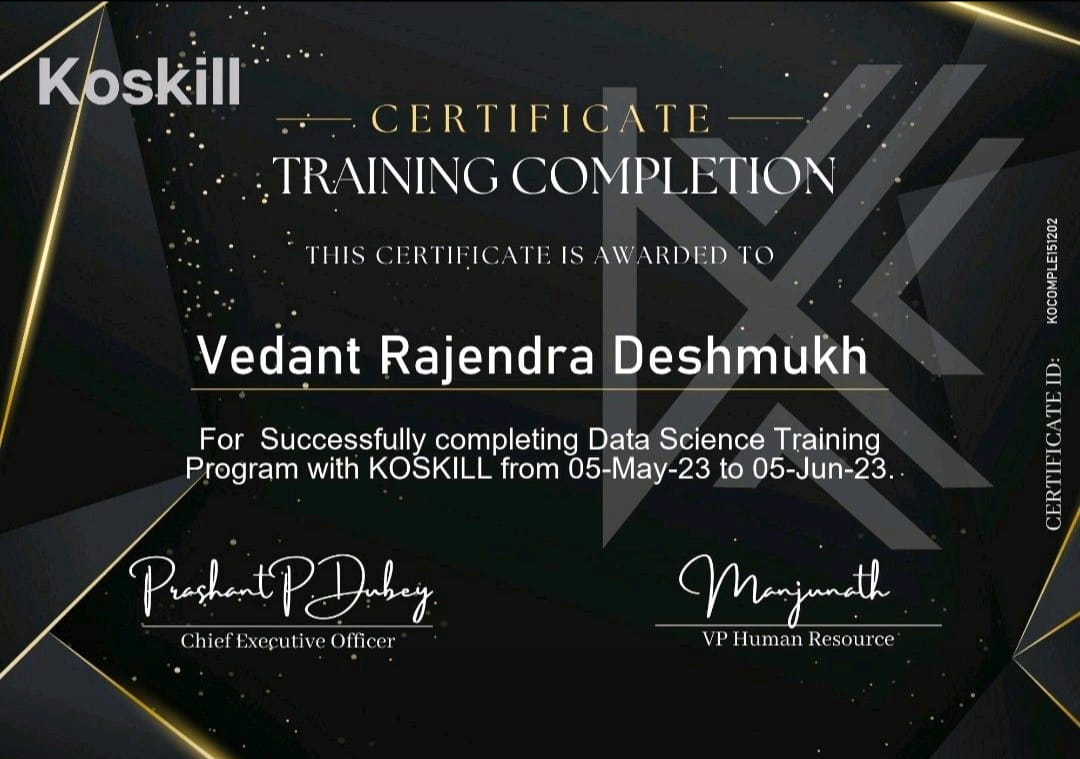 Koskill
CERTIFICATE
TRAINING COMPLETION
THIS CERTIFICATE IS AWARDED TO
Vedant Rajendra Deshmukh
For Successfully completing Data Science Training
Program with KOSKILL from 05-May-23 to 05-Jun-23.
Prashant P Dubey
Chief Executive Officer
Manjunath
VP Human Resource
CERTIFICATE ID: KOCOMPLE151202